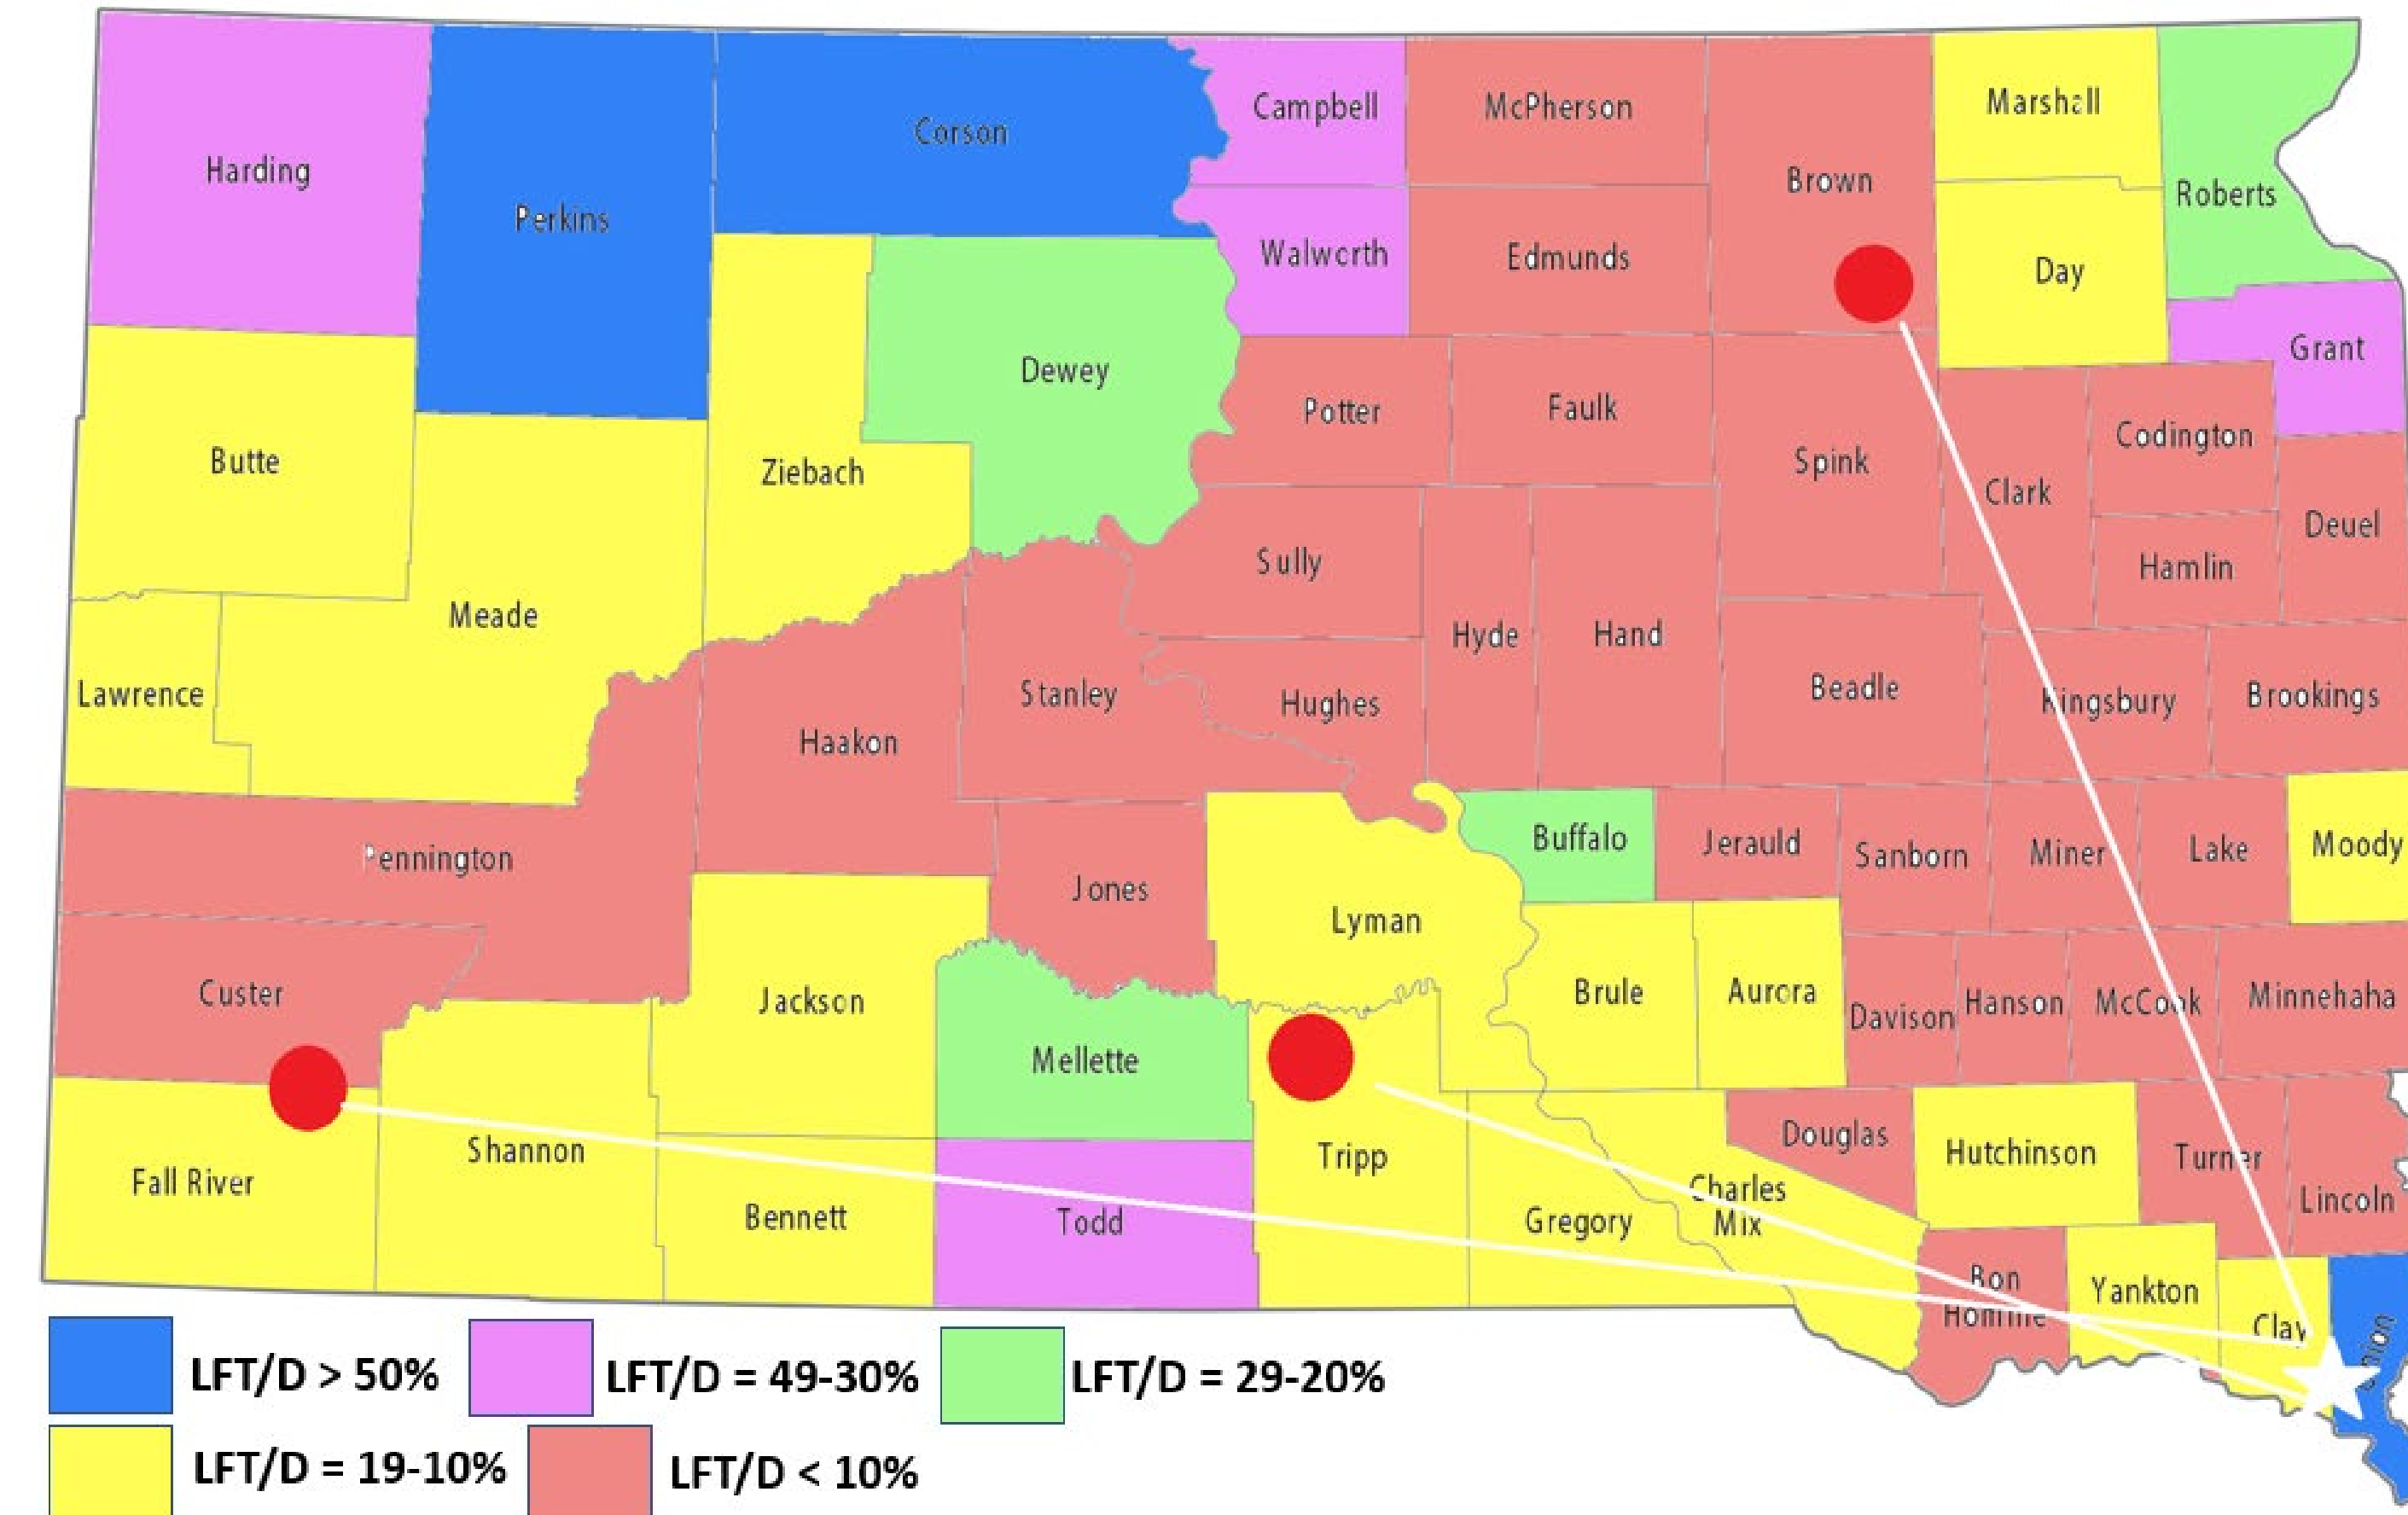 Harding
Perkins
Corson
Campbell
McPherson
Brown
Marshall
Roberts
Walworth
Edmunds
Day
Grant
Butte
Ziebach
Dewey
Potter
Faulk
Spink
Clark
Codington
Deuel
Hamlin
Meade
Sully
Hyde
Hand
Lawrence
Haakon
Stanley
Hughes
Beadle
Kingsbury
Brookings
Pennington
Jones
Lyman
Buffalo
Jerauld
Sanborn
Miner
Lake
Moody
Custer
Jackson
Mellette
Brule
Aurora
Davison
Hanson
McCook
Minnehaha
Fall River
Shannon
Bennett
Todd
Tripp
Gregory
Charles
Mix
Douglas
Hutchinson
Turner
Lincoln
Bon
Homme
Yankton
Clay
LFT/D > 50%
LFT/D = 49-30%
LFT/D = 29-20%
LFT/D = 19-10%
LFT/D < 10%